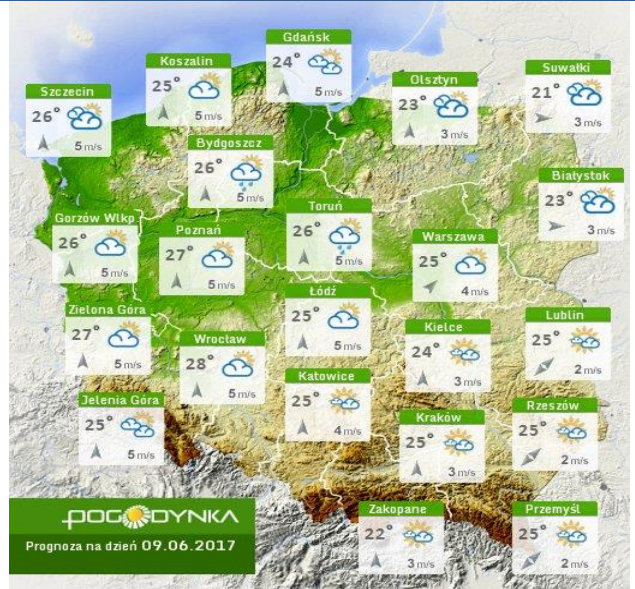 Gdańsk
24°
5 m/s
Koszalin
25°
5 m/s
Szczecin
26°
5 m/s
Olsztyn
23°
3 m/s
Suwałki
21°
3 m/s
Bydgoszcz
26°
5 m/s
Białystok
23°
3 m/s
Gorzów Wlkp
26°
5 m/s
Poznań
27°
5 m/s
Toruń
26°
5 m/s
Warszawa
25°
4 m/s
Zielona Góra
27°
5 m/s
Wrocław
28°
5 m/s
Łódź
25°
5 m/s
Kielce
24°
3 m/s
Lublin
25°
2 m/s
Jelenia Góra
25°
5 m/s
Katowice
25°
4 m/s
Kraków
25°
3 m/s
Rzeszów
25°
2 m/s
Zakopane
22°
3 m/s
Przemyśl
25°
2 m/s
POGODYNKA
Prognoza na dzień 09.06.2017